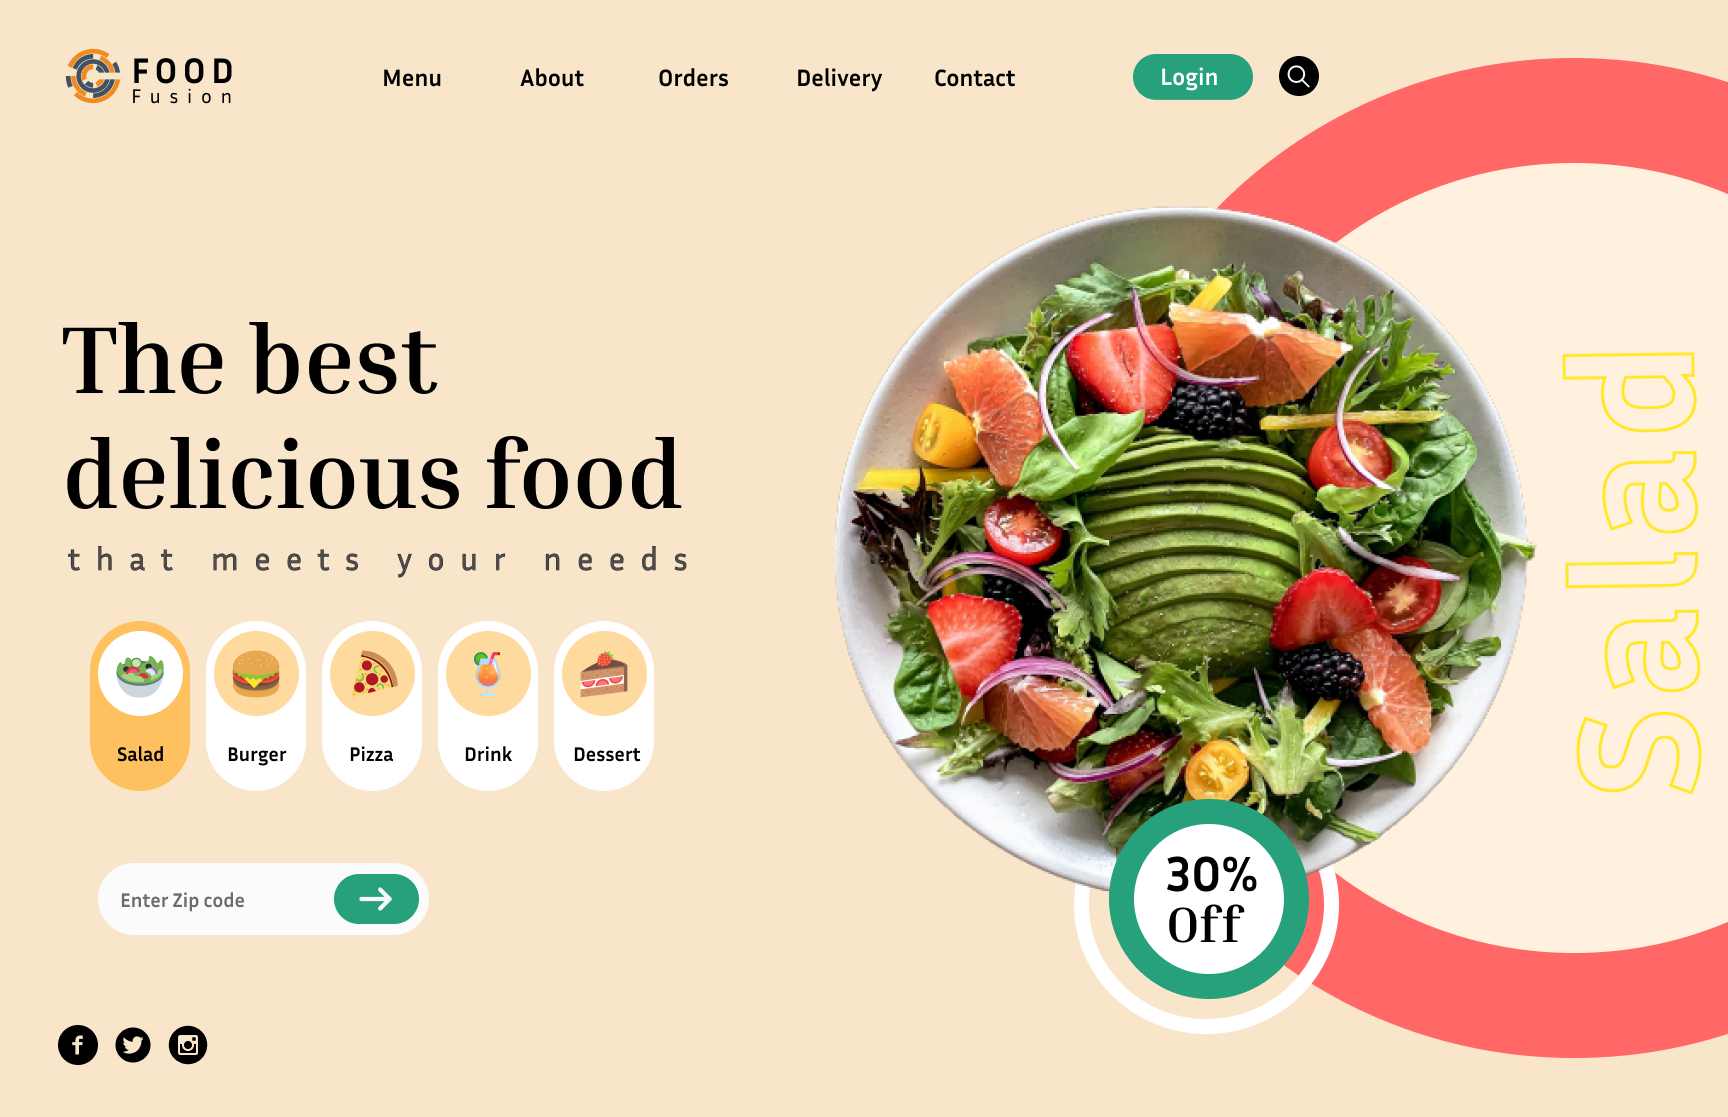 FOOD
Fusion
Menu
About
Orders
Delivery
Contact
Login
The best
delicious food
that meets your needs
Salad
Burger
Pizza
Drink
Dessert
Enter Zip code
30%
Off
Salad